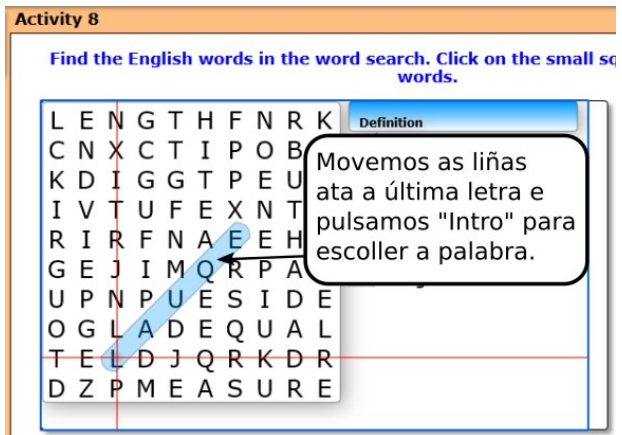 Activity 8
Find the English words in the word search. Click on the small sq
words.
L E N G T H F N R K
Definition
C N X C T I P O B
K D I G G T P E U
I V T U F E X N T
R I R F N A E E H
G E J I M Q R P A
U P N P U E S I D E
O G L A D E Q U A L
T E L D J Q R K D R
D Z P M E A S U R E
Movemos as liñas
ata a última letra e
pulsamos "Intro" para
escoller a palabra.